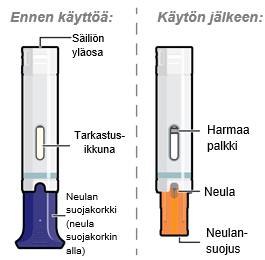 Ennen käyttöä:
Säiliön
yläosa
Tarkastus-
ikkuna
Neulan
suojakorkki
(neula
suojakorkin
alla)
Käytön jälkeen:
Harmaa
palkki
Neula
Neulan-
suojus